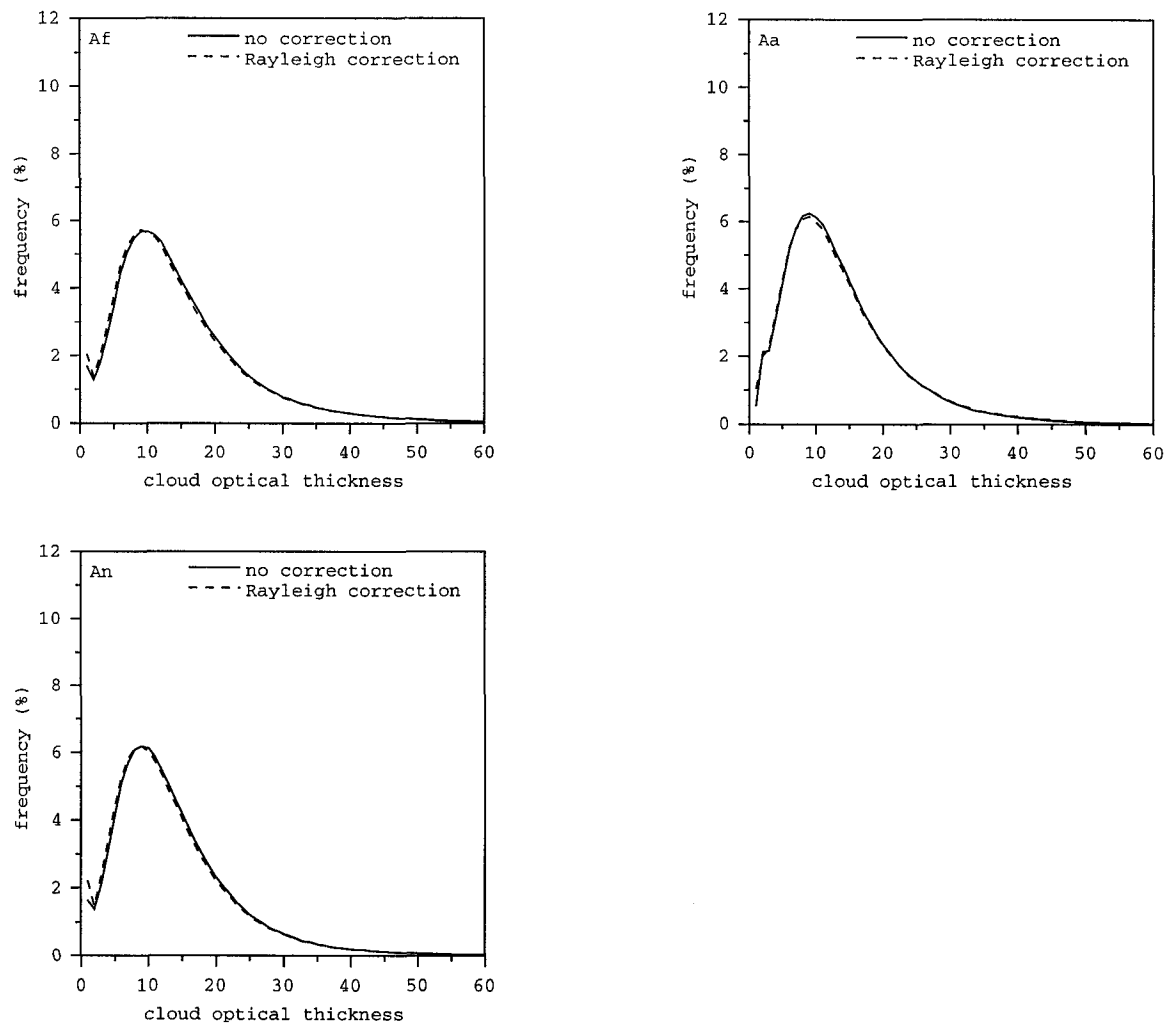 Af
no correction
Rayleigh correction
12
10
8
6
4
2
0
frequency (%)
0 10 20 30 40 50 60
cloud optical thickness
Aa
no correction
Rayleigh correction
12
10
8
6
4
2
0
frequency (%)
0 10 20 30 40 50 60
cloud optical thickness
An
no correction
Rayleigh correction
12
10
8
6
4
2
0
frequency (%)
0 10 20 30 40 50 60
cloud optical thickness